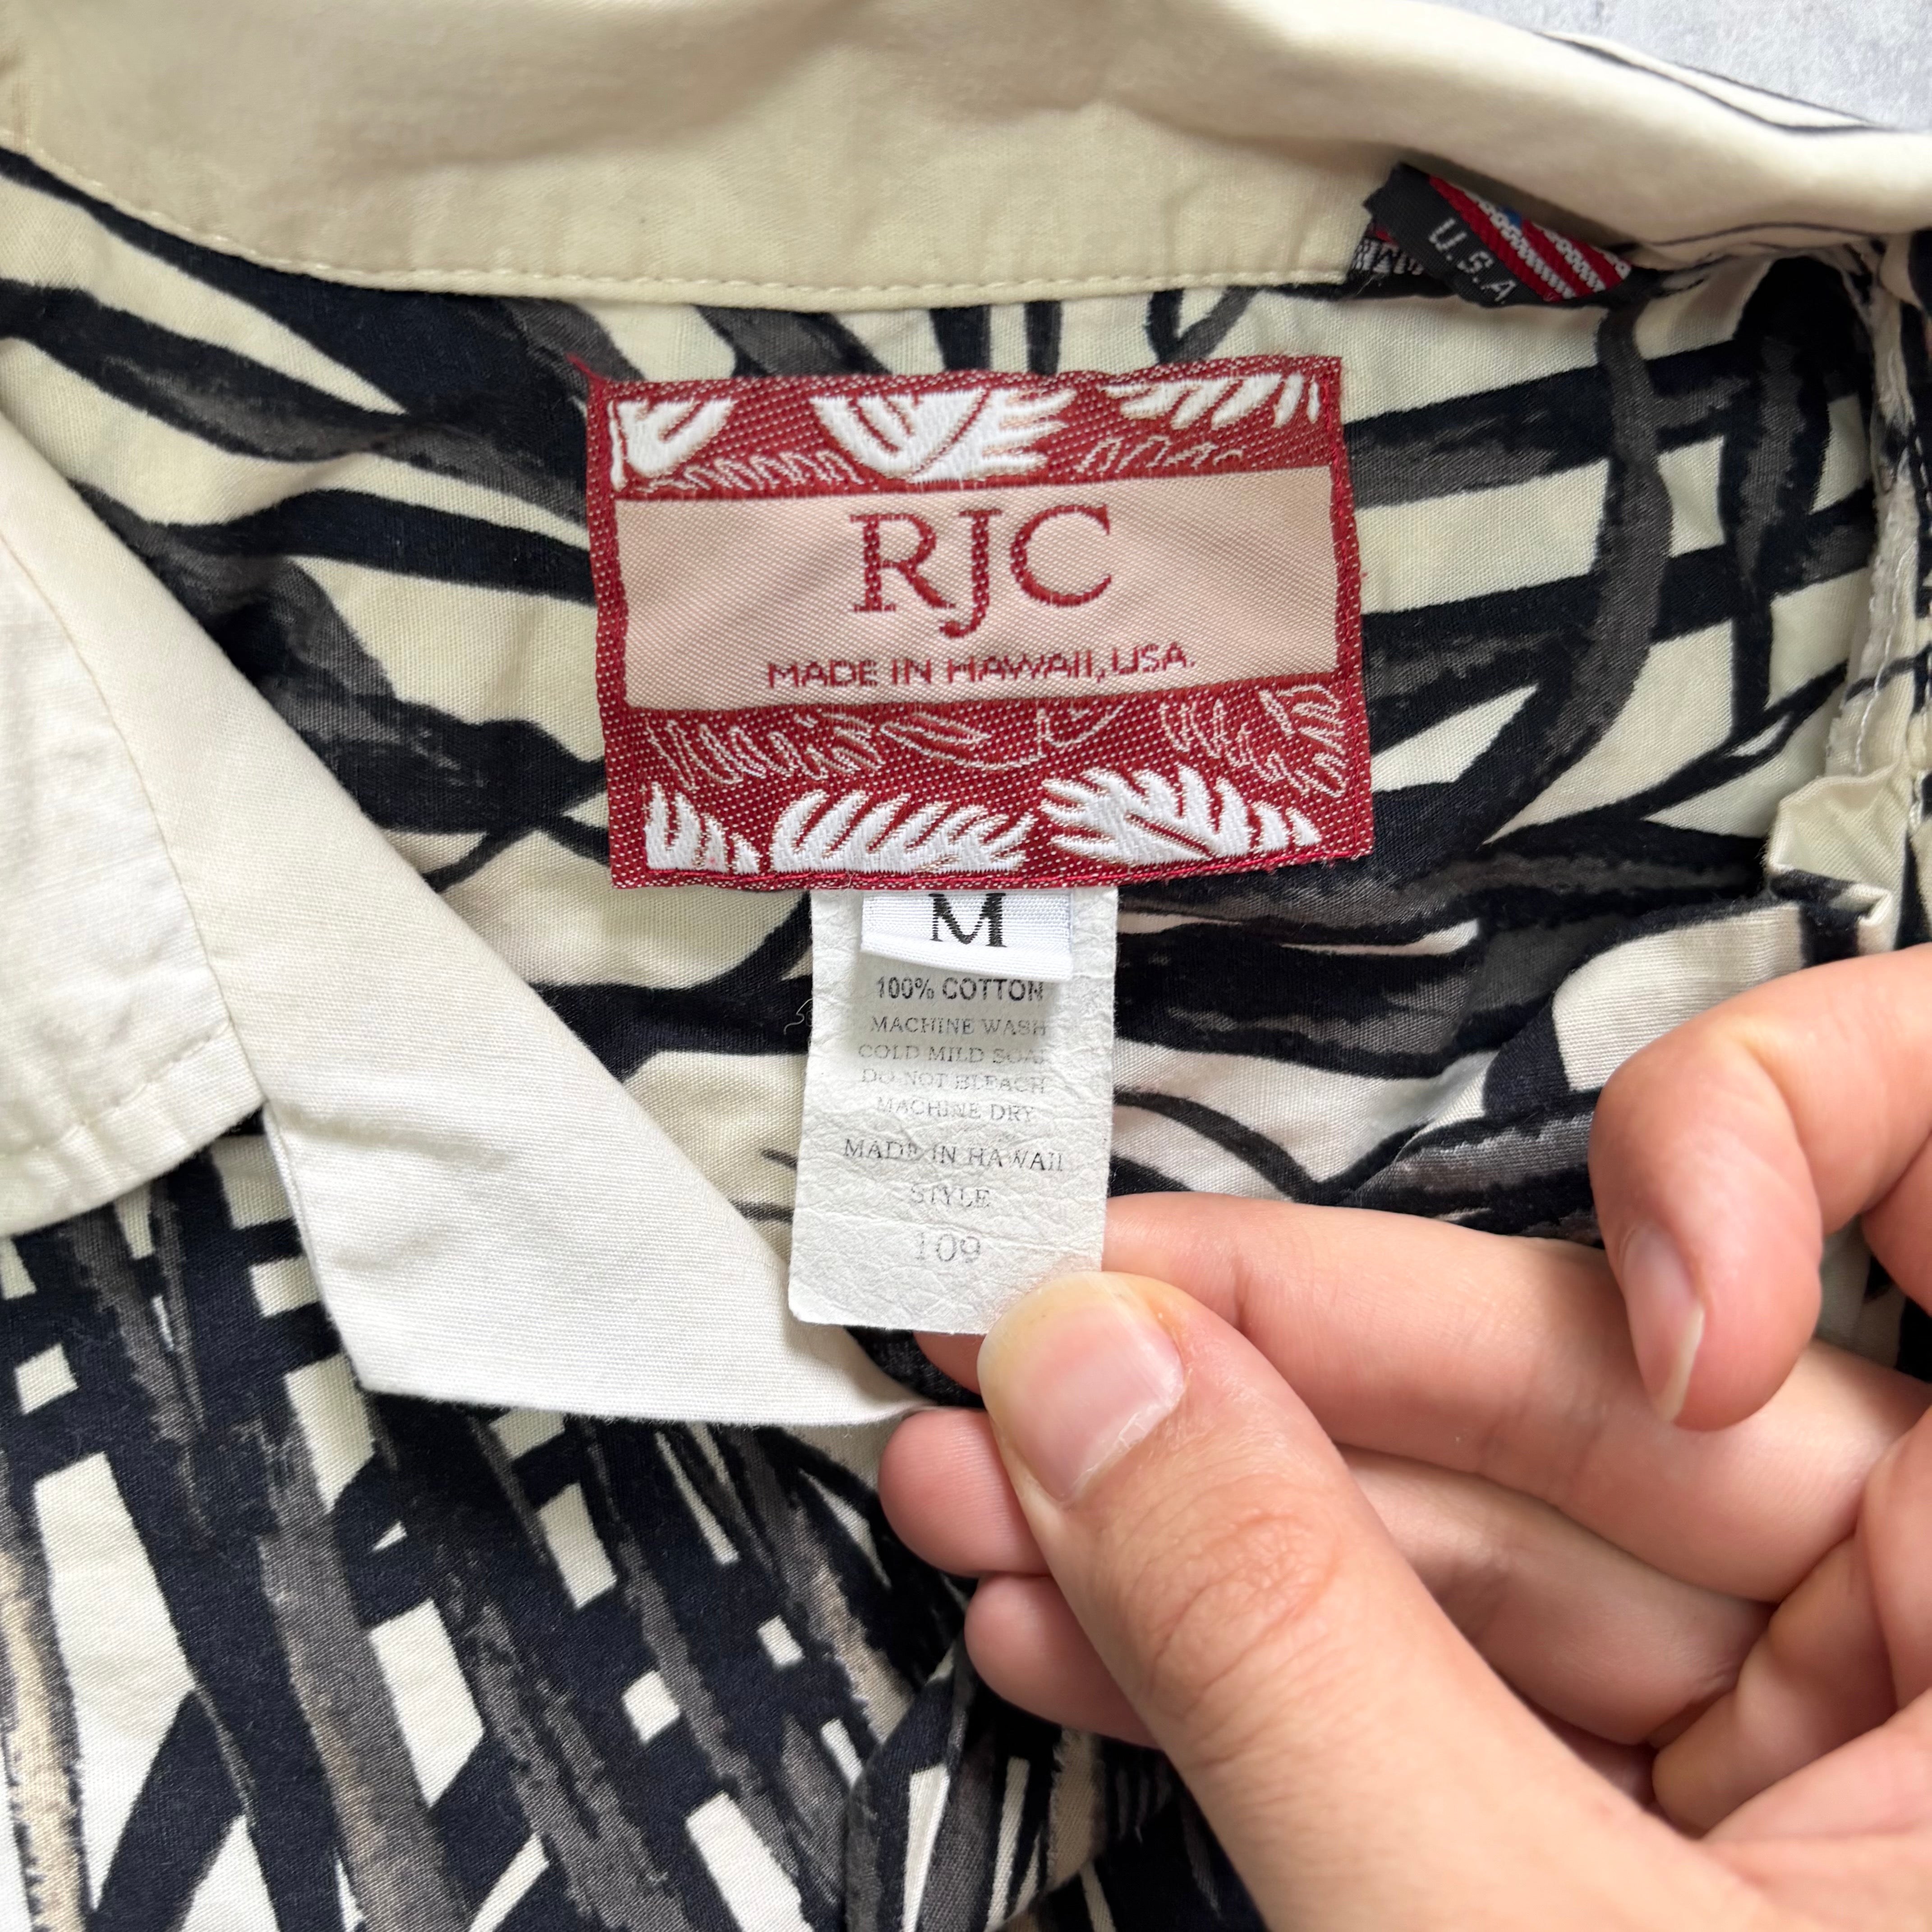 U.S.A.
RJC
MADE IN HAWAII, USA.
M
100% COTTON
MACHINE WASH
COLD MILD SOAP
DO NOT BLEACH
MACHINE DRY
MADE IN HAWAII
STYLE
109